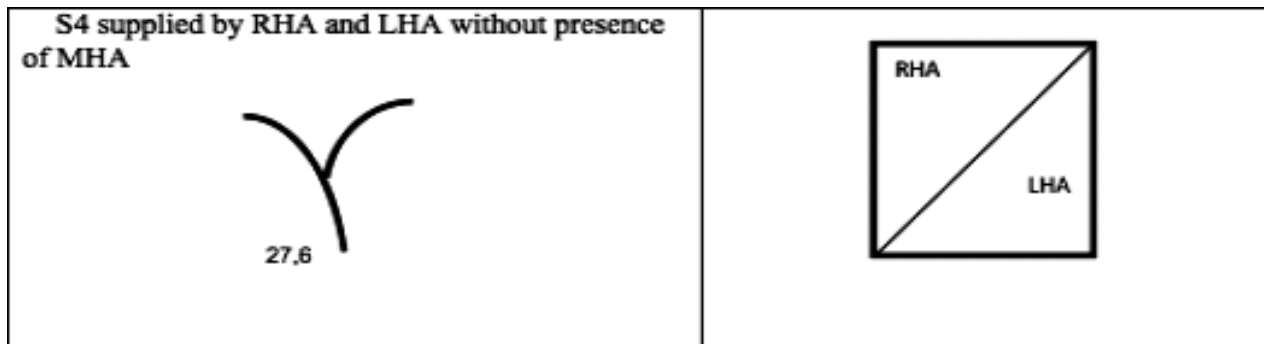 S4 supplied by RHA and LHA without presence
of MHA
27,6
RHA
LHA